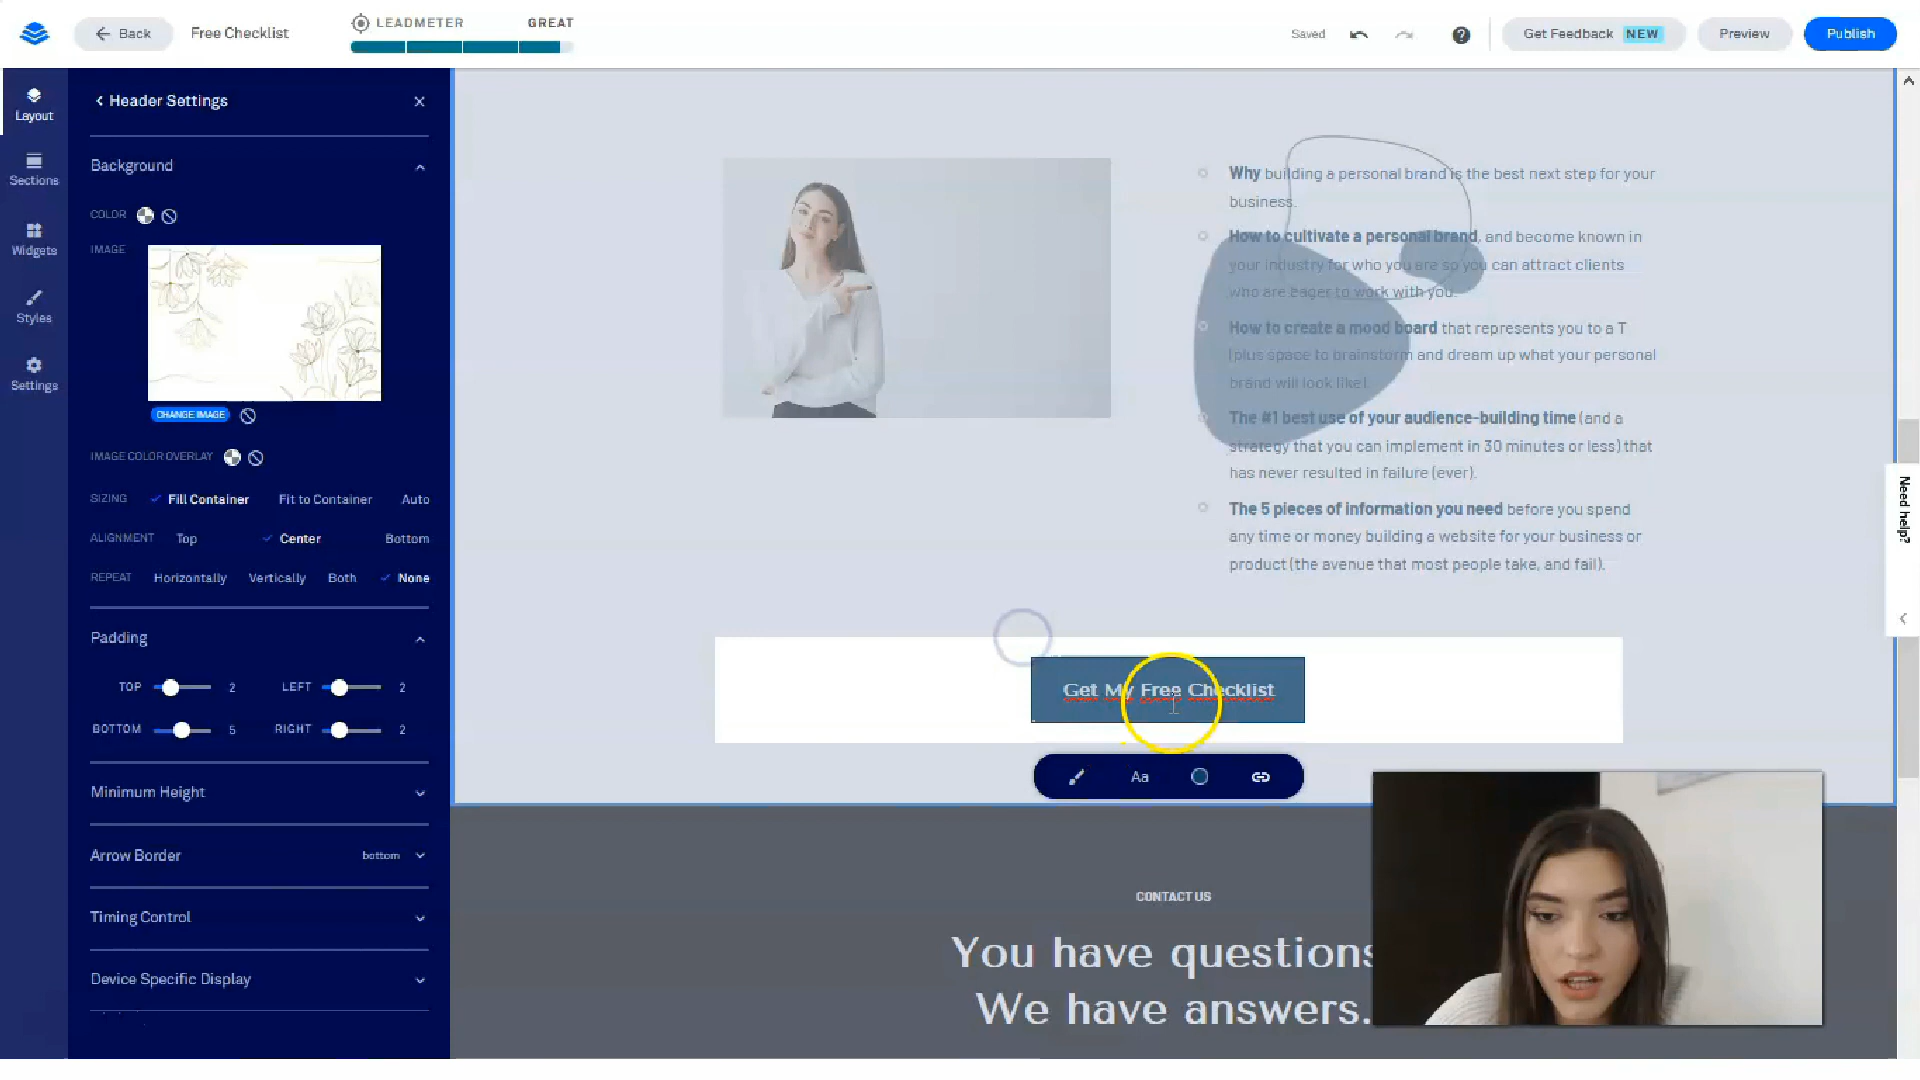 Back
Free Checklist
LEADMETER
GREAT
Saved
Get Feedback NEW
Preview
Publish
Layout
Sections
Widgets
Styles
Settings
Header Settings
Background
COLOR
IMAGE
CHANGE IMAGE
IMAGE COLOR OVERLAY
SIZING Fill Container Fit to Container Auto
ALIGNMENT Top Center Bottom
REPEAT Horizontally Vertically Both None
Padding
TOP 2 LEFT 2
BOTTOM 5 RIGHT 2
Minimum Height
Arrow Border bottom
Timing Control
Device Specific Display
Why building a personal brand is the best next step for your
business.
How to cultivate a personal brand, and become known in
your industry for who you are so you can attract clients
who are eager to work with you.
How to create a mood board that represents you to a T
(plus space to brainstorm and dream up what your personal
brand will look like).
The #1 best use of your audience-building time (and a
strategy that you can implement in 30 minutes or less) that
has never resulted in failure (ever).
The 5 pieces of information you need before you spend
any time or money building a website for your business or
product (the avenue that most people take, and fail).
Get My Free Checklist
Aa
CONTACT US
You have questions
We have answers.
Need help?